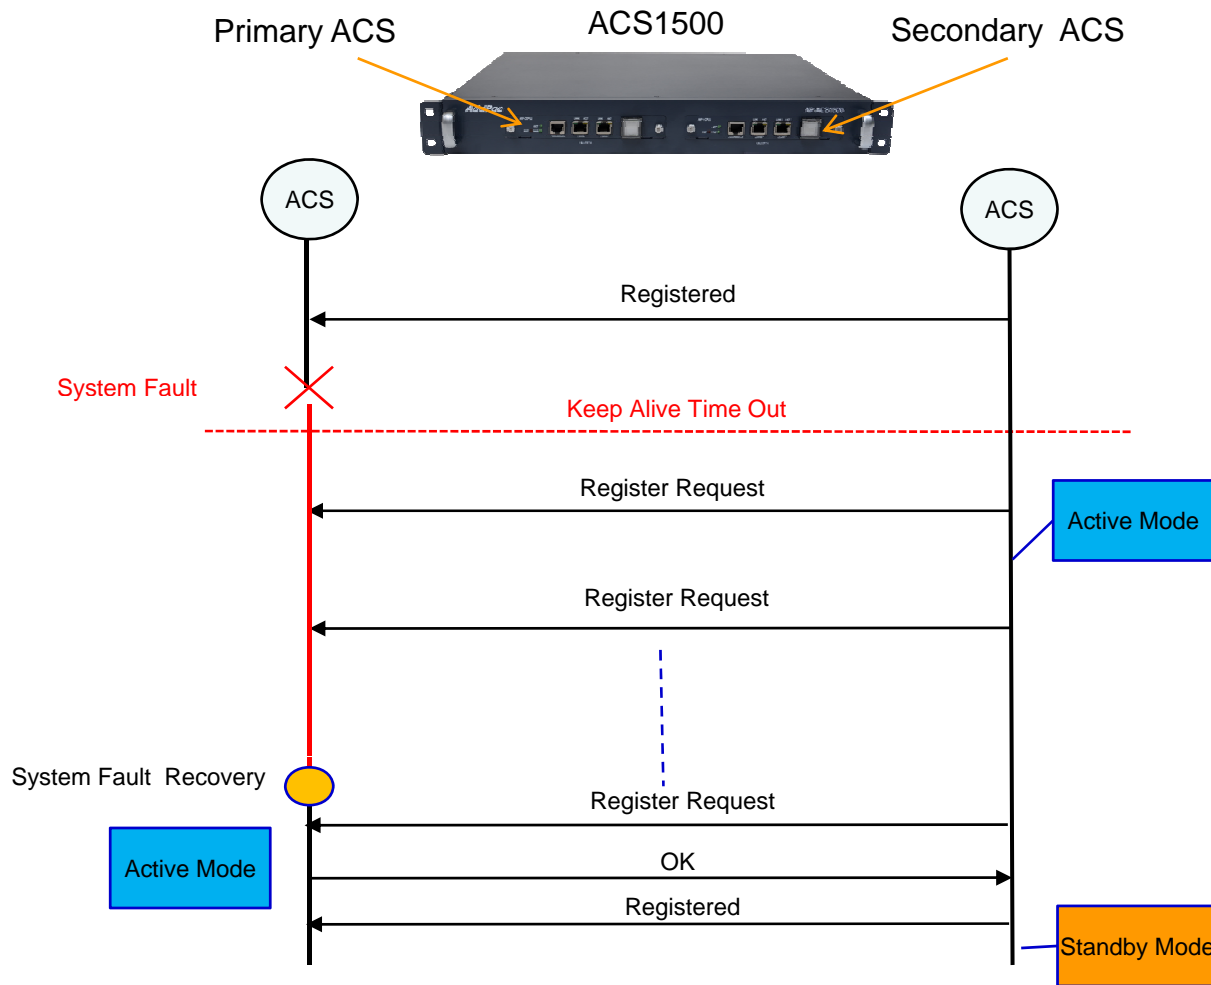 Primary ACS
ACS1500
Secondary ACS
ACS
ACS
Registered
System Fault
Keep Alive Time Out
Register Request
Active Mode
Register Request
System Fault Recovery
Register Request
Active Mode
OK
Registered
Standby Mode